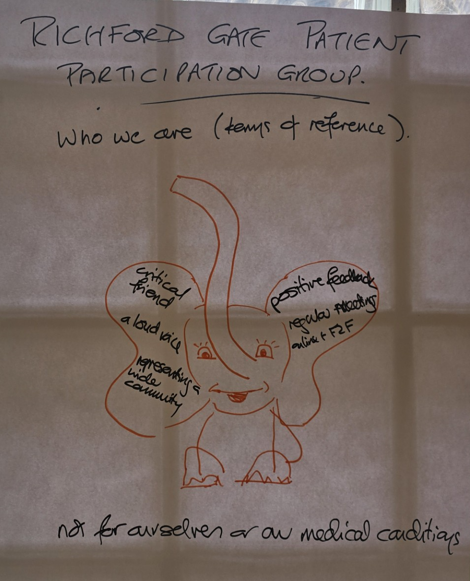 RICHFORD GATE PATIENT
PARTICIPATION GROUP.
Who we are (terms of reference).
critical
friend
a loud voice
representing a
wide
community
positive feedback
regular meeting
online + F2F
not for ourselves or our medical conditions